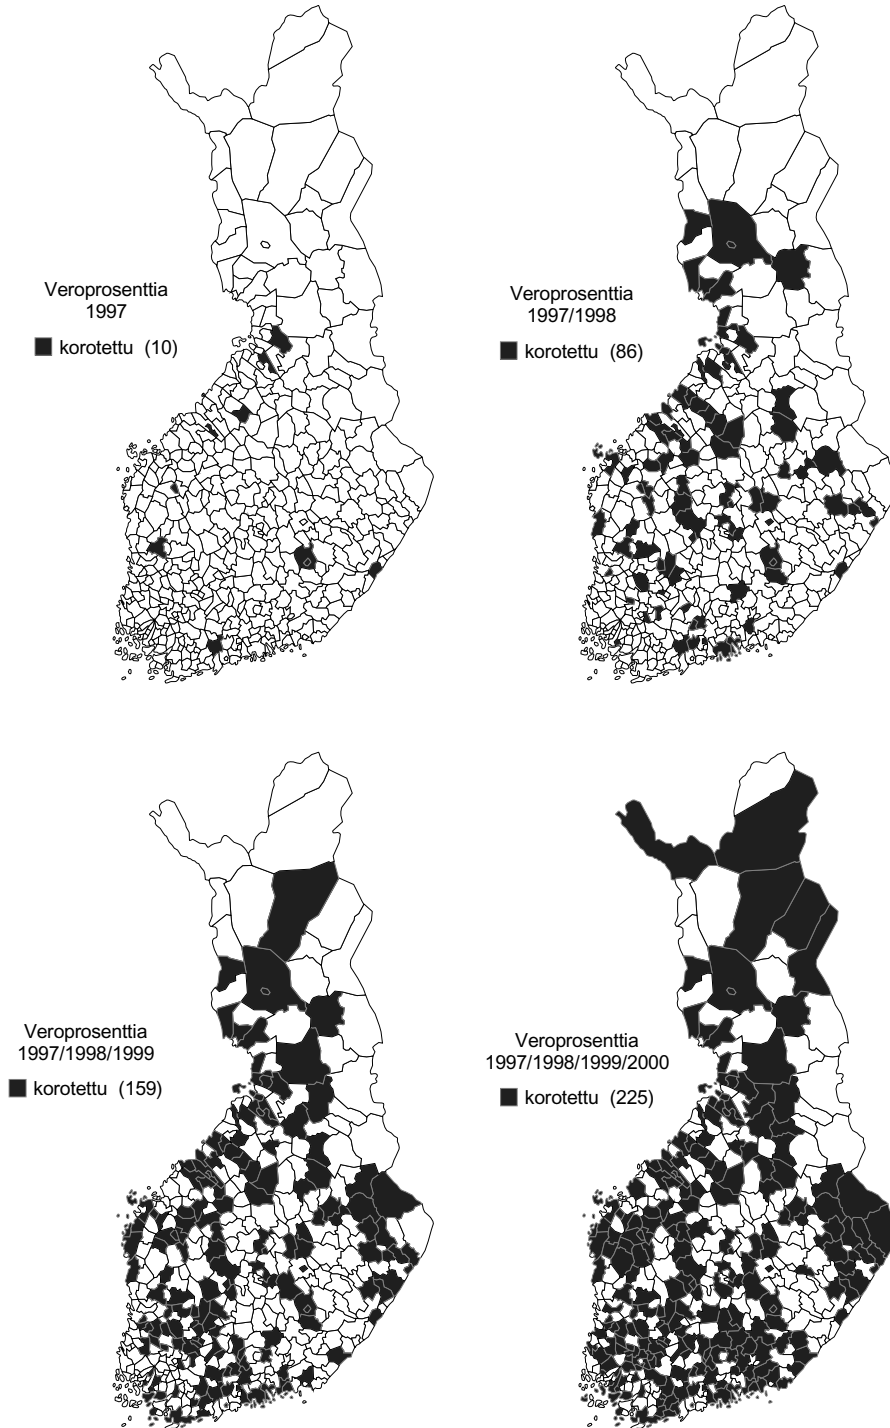 Veroprosenttia
1997
korotettu (10)
Veroprosenttia
1997/1998
korotettu (86)
Veroprosenttia
1997/1998/1999
korotettu (159)
Veroprosenttia
1997/1998/1999/2000
korotettu (225)